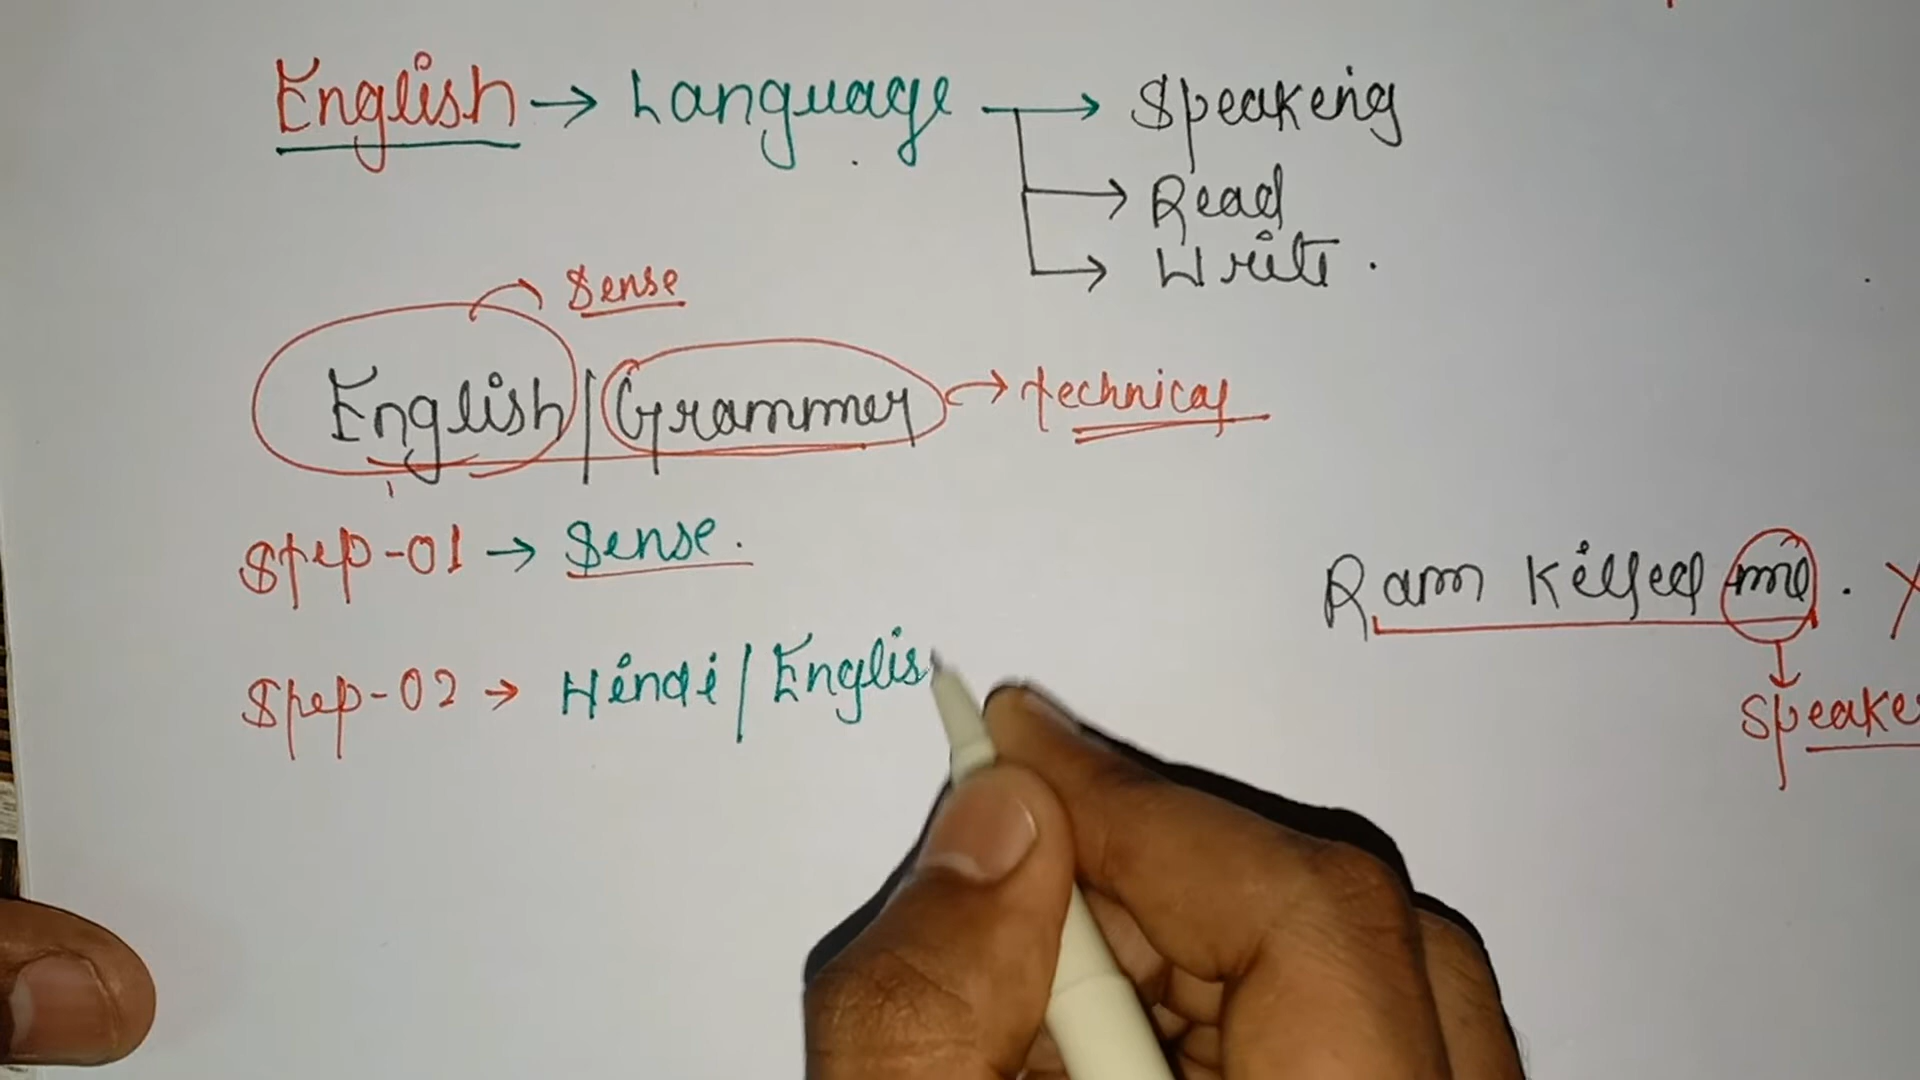 English → Language → Speaking
→ Read
→ Write.
Sense
English/Grammer → technical
Step-01 → Sense.
Ram Killed me. X
Step-02 → Hindi/Englis
Speake